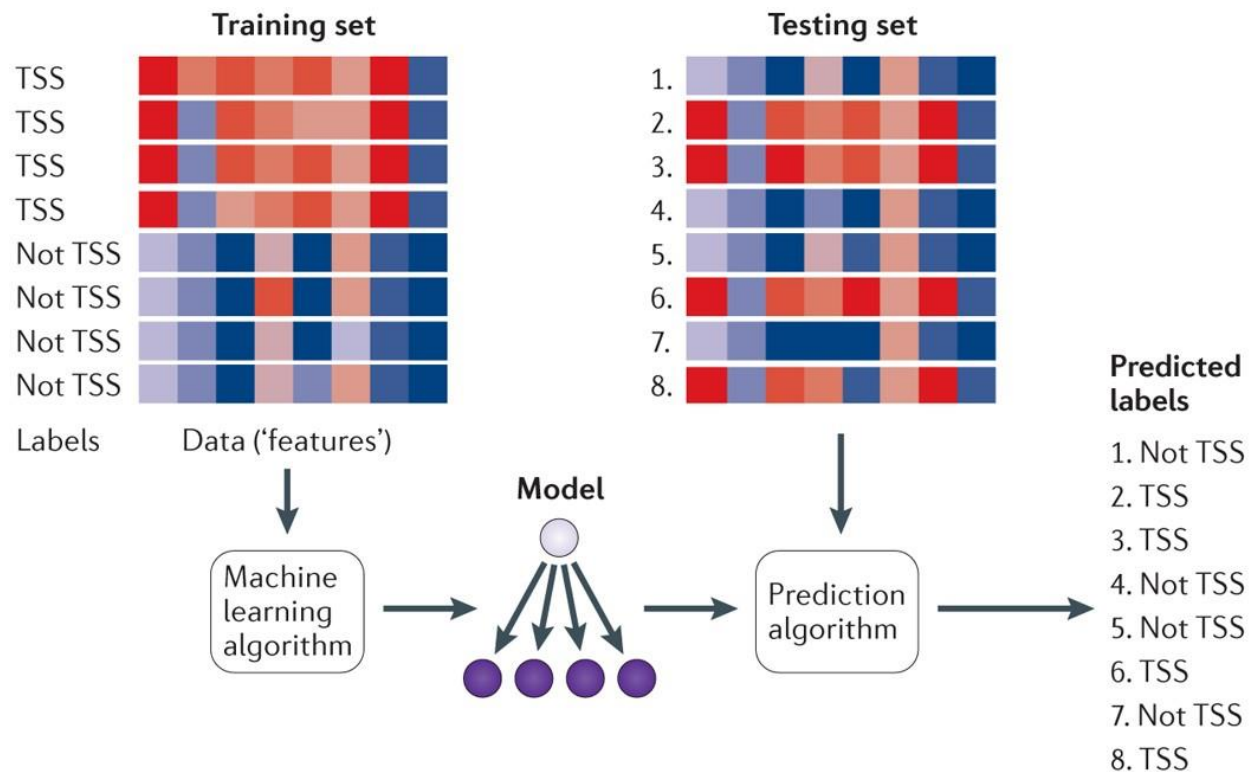 Training set
TSS
TSS
TSS
TSS
Not TSS
Not TSS
Not TSS
Not TSS
Labels
Data (‘features’)
Testing set
1.
2.
3.
4.
5.
6.
7.
8.
Machine
learning
algorithm
Model
Prediction
algorithm
Predicted
labels
1. Not TSS
2. TSS
3. TSS
4. Not TSS
5. Not TSS
6. TSS
7. Not TSS
8. TSS